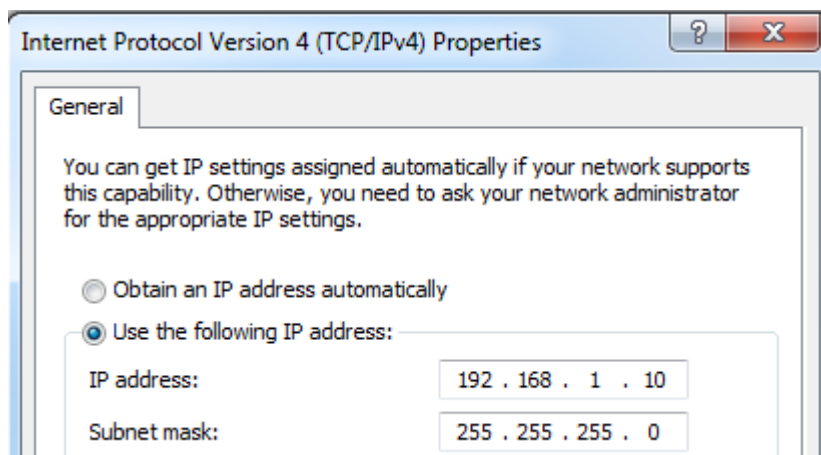 Internet Protocol Version 4 (TCP/IPv4) Properties
General
You can get IP settings assigned automatically if your network supports
this capability. Otherwise, you need to ask your network administrator
for the appropriate IP settings.
Obtain an IP address automatically
Use the following IP address:
IP address: 192 . 168 . 1 . 10
Subnet mask: 255 . 255 . 255 . 0